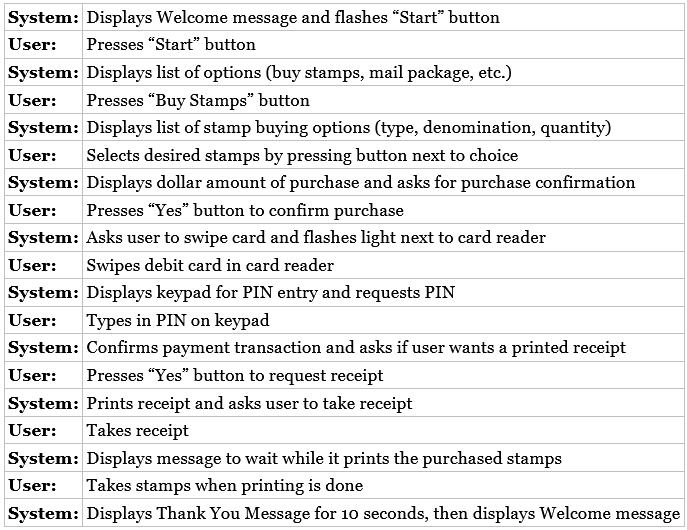 System: Displays Welcome message and flashes “Start” button
User: Presses “Start” button
System: Displays list of options (buy stamps, mail package, etc.)
User: Presses “Buy Stamps” button
System: Displays list of stamp buying options (type, denomination, quantity)
User: Selects desired stamps by pressing button next to choice
System: Displays dollar amount of purchase and asks for purchase confirmation
User: Presses “Yes” button to confirm purchase
System: Asks user to swipe card and flashes light next to card reader
User: Swipes debit card in card reader
System: Displays keypad for PIN entry and requests PIN
User: Types in PIN on keypad
System: Confirms payment transaction and asks if user wants a printed receipt
User: Presses “Yes” button to request receipt
System: Prints receipt and asks user to take receipt
User: Takes receipt
System: Displays message to wait while it prints the purchased stamps
User: Takes stamps when printing is done
System: Displays Thank You Message for 10 seconds, then displays Welcome message